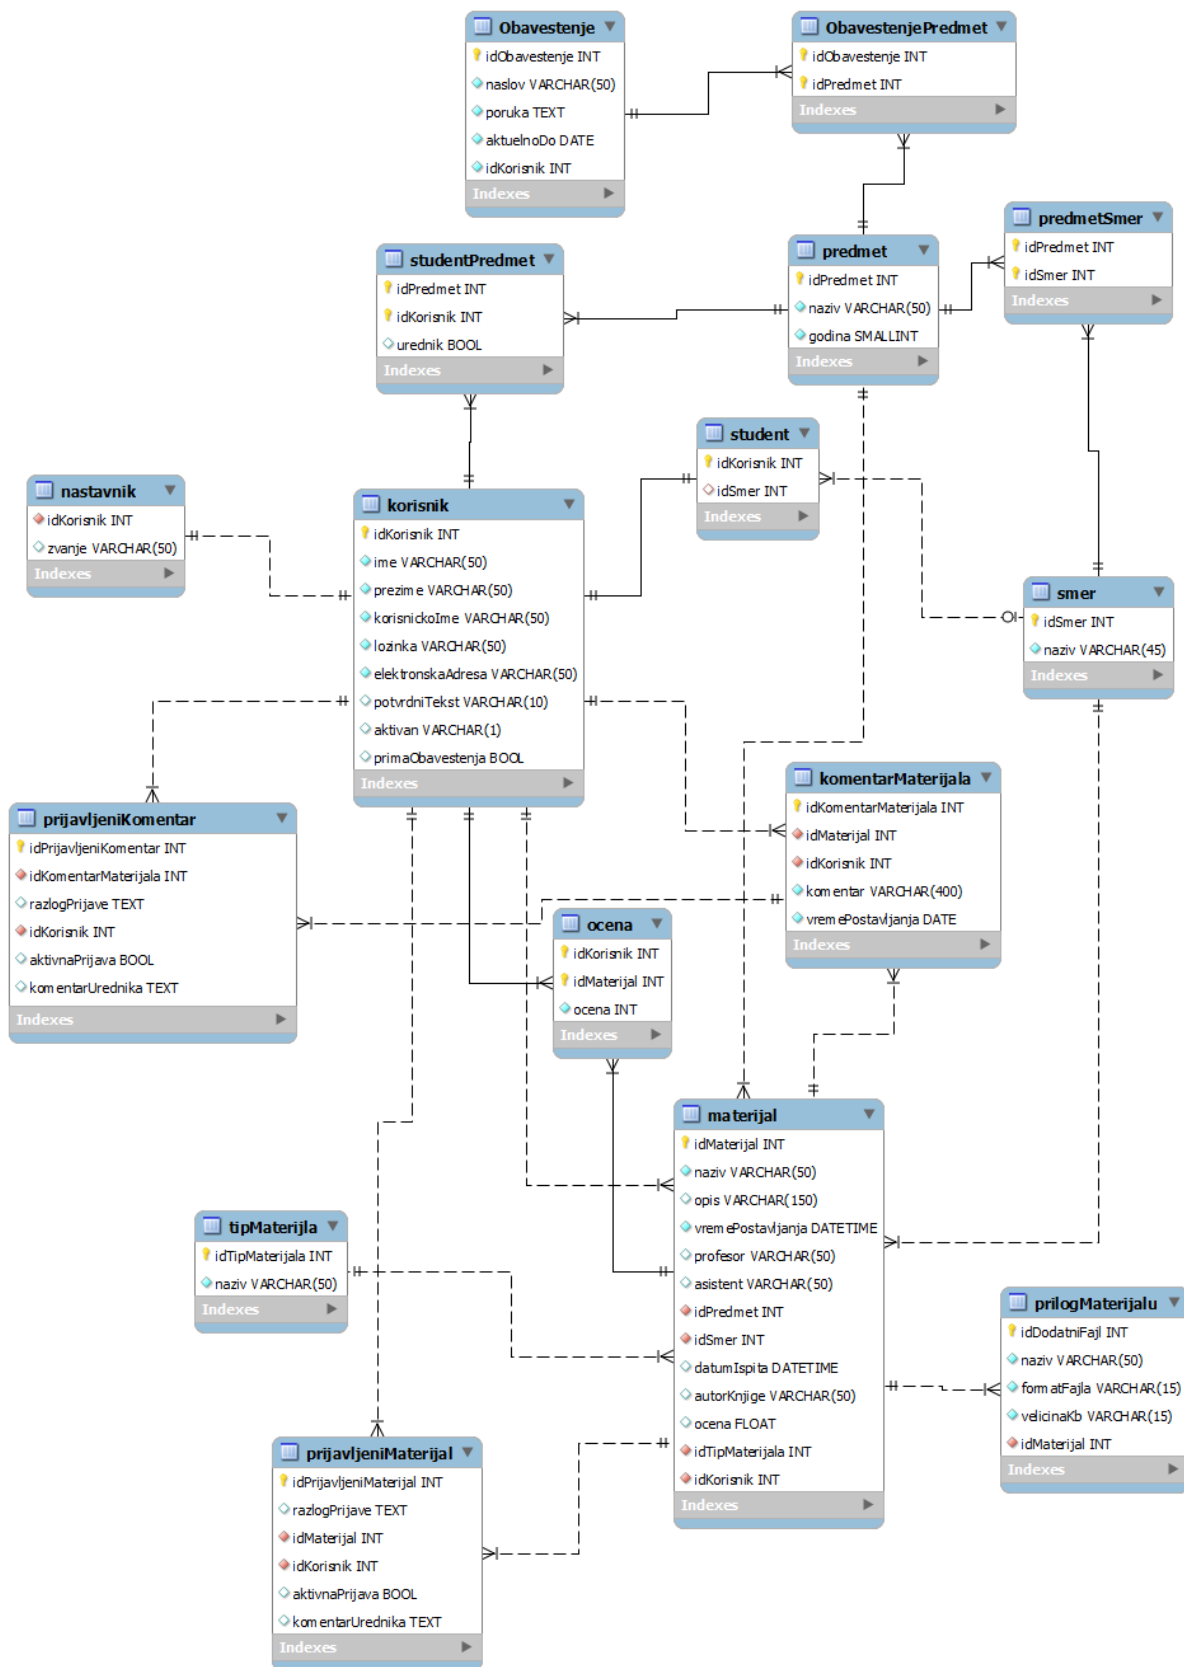 Obavestenje
idObavestenje INT
naslov VARCHAR(50)
poruka TEXT
aktuelnoDo DATE
idKorisnik INT
Indexes
ObavestenjePredmet
idObavestenje INT
idPredmet INT
Indexes
predmetSmer
idPredmet INT
idSmer INT
Indexes
studentPredmet
idPredmet INT
idKorisnik INT
urednik BOOL
Indexes
predmet
idPredmet INT
naziv VARCHAR(50)
godina SMALLINT
Indexes
student
idKorisnik INT
idSmer INT
Indexes
nastavnik
idKorisnik INT
zvanje VARCHAR(50)
Indexes
korisnik
idKorisnik INT
ime VARCHAR(50)
prezime VARCHAR(50)
korisnickoIme VARCHAR(50)
lozinka VARCHAR(50)
elektronskaAdresa VARCHAR(50)
potvrdniTekst VARCHAR(10)
aktivan VARCHAR(1)
primaObavestenja BOOL
Indexes
smer
idSmer INT
naziv VARCHAR(45)
Indexes
komentarMaterijala
idKomentarMaterijala INT
idMaterijal INT
idKorisnik INT
komentar VARCHAR(400)
vremePostavljanja DATE
Indexes
prijavljeniKomentar
idPrijavljeniKomentar INT
idKomentarMaterijala INT
razlogPrijave TEXT
idKorisnik INT
aktivnaPrijava BOOL
komentarUrednika TEXT
Indexes
ocena
idKorisnik INT
idMaterijal INT
ocena INT
Indexes
materijal
idMaterijal INT
naziv VARCHAR(50)
opis VARCHAR(150)
vremePostavljanja DATETIME
profesor VARCHAR(50)
asistent VARCHAR(50)
idPredmet INT
idSmer INT
datumIspita DATETIME
autorKnjige VARCHAR(50)
ocena FLOAT
idTipMaterijala INT
idKorisnik INT
Indexes
tipMaterijla
idTipMaterijala INT
naziv VARCHAR(50)
Indexes
prilogMaterijalu
idDodatniFajl INT
naziv VARCHAR(50)
formatFajla VARCHAR(15)
velicinaKb VARCHAR(15)
idMaterijal INT
Indexes
prijavljeniMaterijal
idPrijavljeniMaterijal INT
razlogPrijave TEXT
idMaterijal INT
idKorisnik INT
aktivnaPrijava BOOL
komentarUrednika TEXT
Indexes